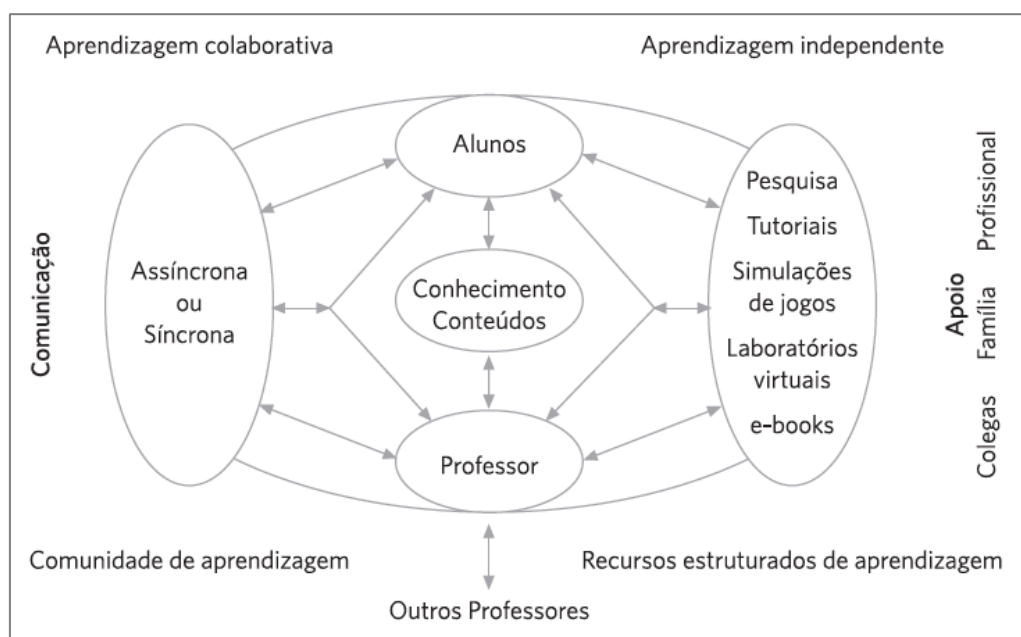 Aprendizagem colaborativa
Aprendizagem independente
Alunos
Comunicação
Assíncrona
ou
Síncrona
Conhecimento
Conteúdos
Professor
Pesquisa
Tutoriais
Simulações
de jogos
Laboratórios
virtuais
e-books
Apoio
Profissional
Família
Colegas
Comunidade de aprendizagem
Recursos estruturados de aprendizagem
Outros Professores